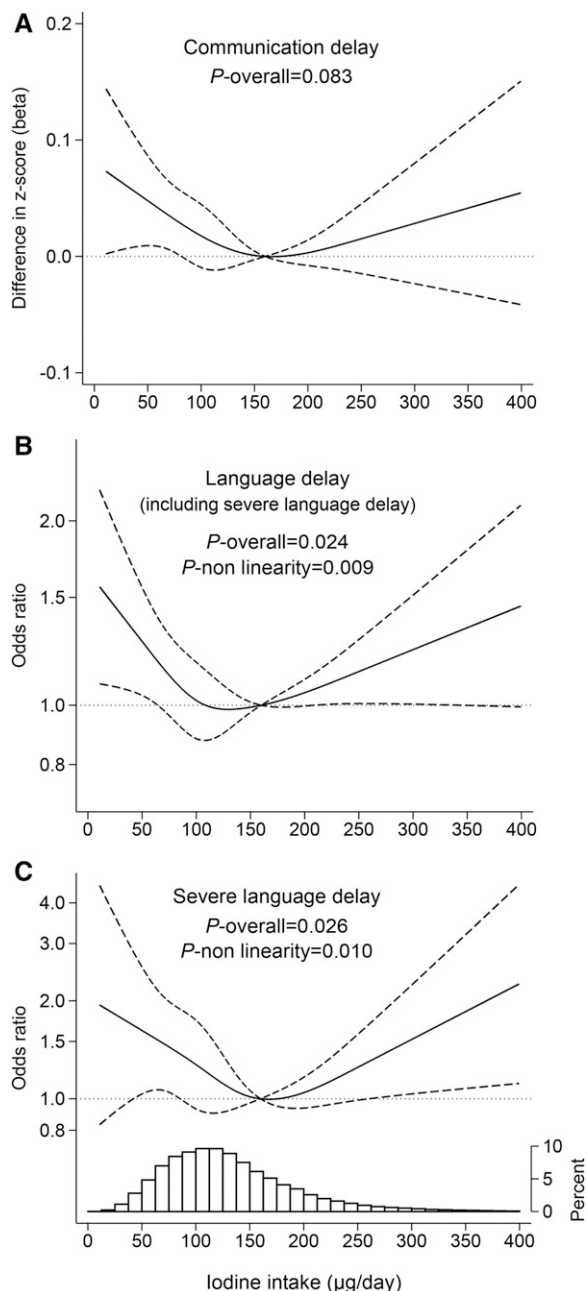 A
0.2
Communication delay
P-overall=0.083
0.1
0.0
-0.1
Difference in z-score (beta)
0 50 100 150 200 250 300 350 400
B
Language delay
(including severe language delay)
P-overall=0.024
P-non linearity=0.009
2.0
1.5
1.0
0.8
Odds ratio
0 50 100 150 200 250 300 350 400
C
Severe language delay
P-overall=0.026
P-non linearity=0.010
4.0
3.0
2.0
1.5
1.0
0.8
Odds ratio
10
5
0
Percent
0 50 100 150 200 250 300 350 400
Iodine intake (μg/day)